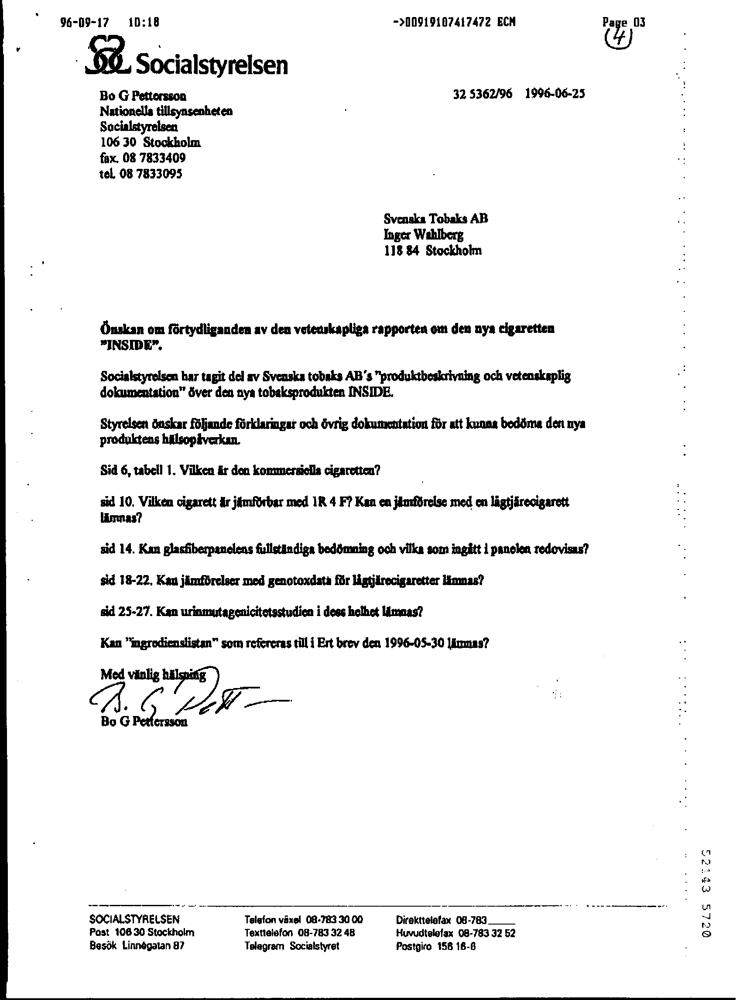 96-09-17 10:18 ->00919107417472 ECM Page 03
(4)
Socialstyrelsen
Bo G Pettersson
Nationella tillsynsenheten
Socialstyrelsen
106 30 Stockholm
fax. 08 7833409
tel. 08 7833095
32 5362/96 1996-06-25
Svenska Tobaks AB
Inger Wahlberg
118 84 Stockholm
Önskan om förtydliganden av den vetenskapliga rapporten om den nya cigaretten
"INSIDE".
Socialstyrelsen har tagit del av Svenska tobaks AB's "produktbeskrivning och vetenskaplig
dokumentation" över den nya tobaksprodukten INSIDE.
Styrelsen önskar följande förklaringar och övrig dokumentation för att kunna bedöma den nya
produktens hälsopåverkan.
Sid 6, tabell 1. Vilken är den kommersiella cigaretten?
sid 10. Vilken cigarett är jämförbar med 1R 4 F? Kan en jämförelse med en lågtjärecigarett
lämnas?
sid 14. Kan glasfiberpanelens fullständiga bedömning och vilka som ingått i panelen redovisas?
sid 18-22. Kan jämförelser med genotoxdata för lågtjärecigaretter lämnas?
sid 25-27. Kan urinmutagenicitetsstudien i dess helhet lämnas?
Kan "ingredienslistan" som refereras till i Ert brev den 1996-05-30 lämnas?
Med vänlig hälsning
B. G Pett
Bo G Pettersson
52143 5720
SOCIALSTYRELSEN
Post 106 30 Stockholm
Besök Linnégatan 87
Telefon växel 08-783 30 00
Texttelefon 08-783 32 48
Telegram Socialstyret
Direkttelefax 08-783____
Huvudtelefax 08-783 32 52
Postgiro 156 16-6